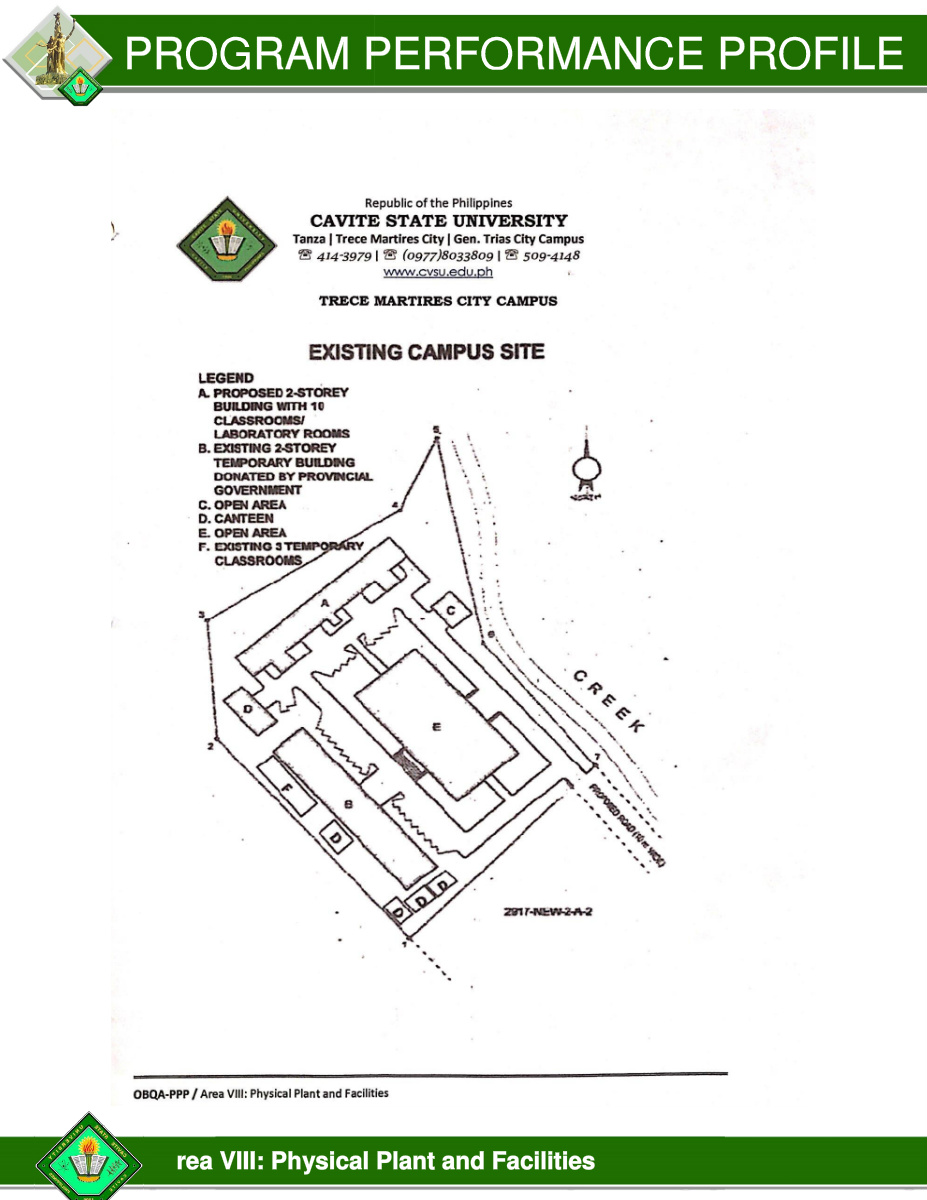 PROGRAM PERFORMANCE PROFILE
Republic of the Philippines
CAVITE STATE UNIVERSITY
Tanza | Trece Martires City | Gen. Trias City Campus
☏ 414-3979 | ☏ (0977)8033809 | ☏ 509-4148
www.cvsu.edu.ph
TRECE MARTIRES CITY CAMPUS
EXISTING CAMPUS SITE
LEGEND
A. PROPOSED 2-STOREY
BUILDING WITH 10
CLASSROOMS/
LABORATORY ROOMS
B. EXISTING 2-STOREY
TEMPORARY BUILDING
DONATED BY PROVINCIAL
GOVERNMENT
C. OPEN AREA
D. CANTEEN
E. OPEN AREA
F. EXISTING 3 TEMPORARY
CLASSROOMS
5
NORTH
4
3
A
C
6
CREEK
D
E
2
7
F
B
PROPOSED ROAD (10 m WIDE)
D
D
D
D
2917-NEW-2-A-2
1
OBQA-PPP / Area VIII: Physical Plant and Facilities
rea VIII: Physical Plant and Facilities